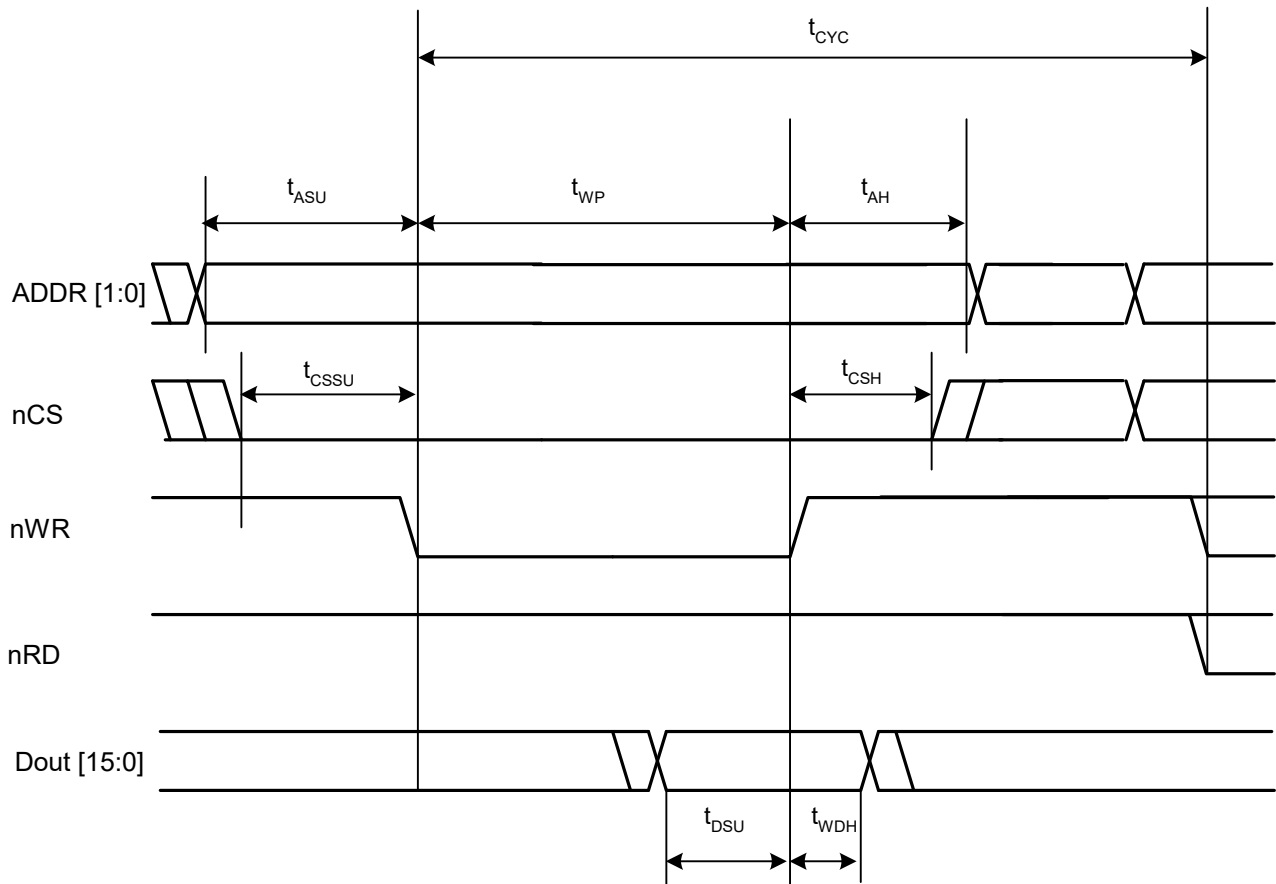 tCYC
tASU
tWP
tAH
ADDR [1:0]
tCSSU
tCSH
nCS
nWR
nRD
Dout [15:0]
tDSU
tWDH